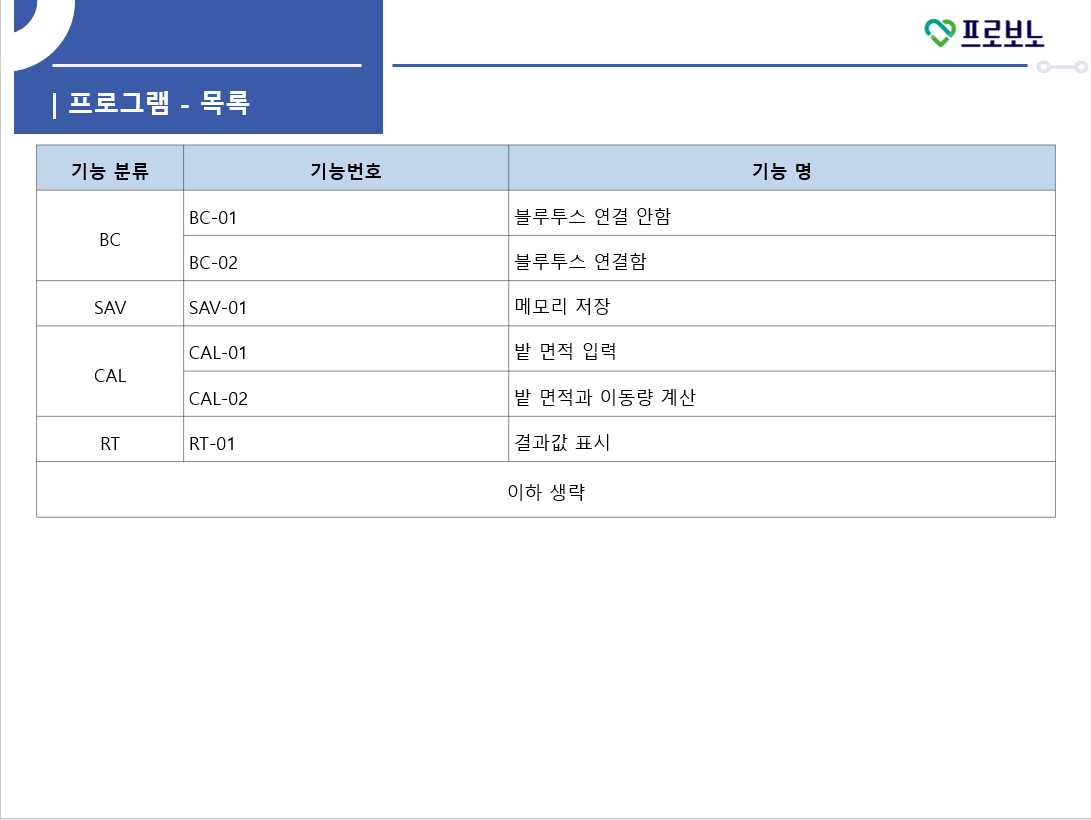 프로보노
| 프로그램 - 목록
기능 분류 기능번호 기능 명
BC BC-01 블루투스 연결 안함
BC-02 블루투스 연결함
SAV SAV-01 메모리 저장
CAL CAL-01 밭 면적 입력
CAL-02 밭 면적과 이동량 계산
RT RT-01 결과값 표시
이하 생략